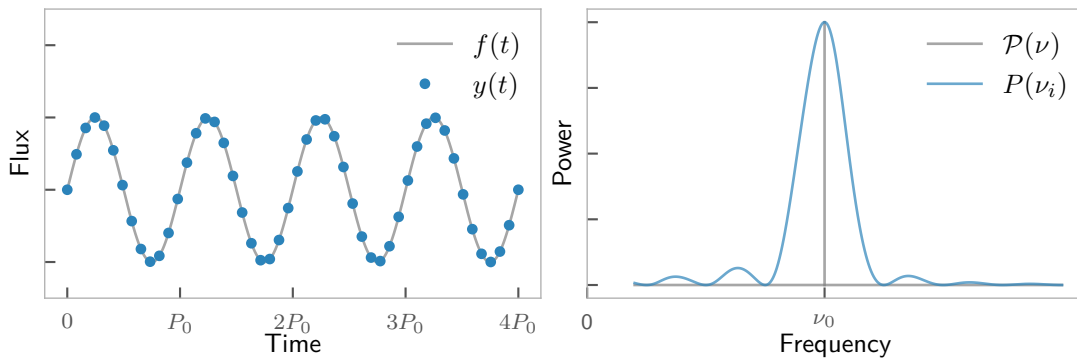 Flux
f(t)
y(t)
0 P₀ 2P₀ 3P₀ 4P₀
Time
Power
𝒫(ν)
P(νᵢ)
0 ν₀
Frequency